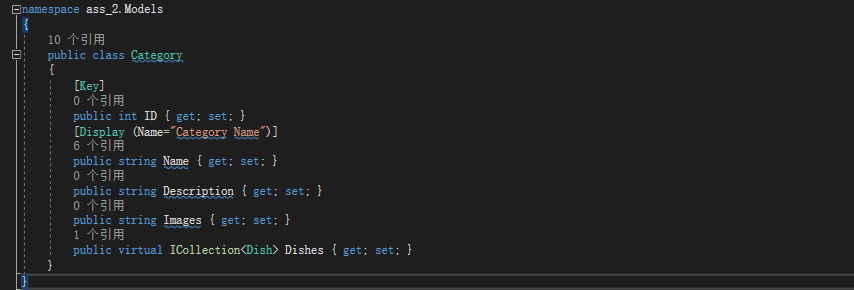 namespace ass_2.Models
{
10 个引用
public class Category
{
[Key]
0 个引用
public int ID { get; set; }
[Display (Name="Category Name")]
6 个引用
public string Name { get; set; }
0 个引用
public string Description { get; set; }
0 个引用
public string Images { get; set; }
1 个引用
public virtual ICollection<Dish> Dishes { get; set; }
}
}